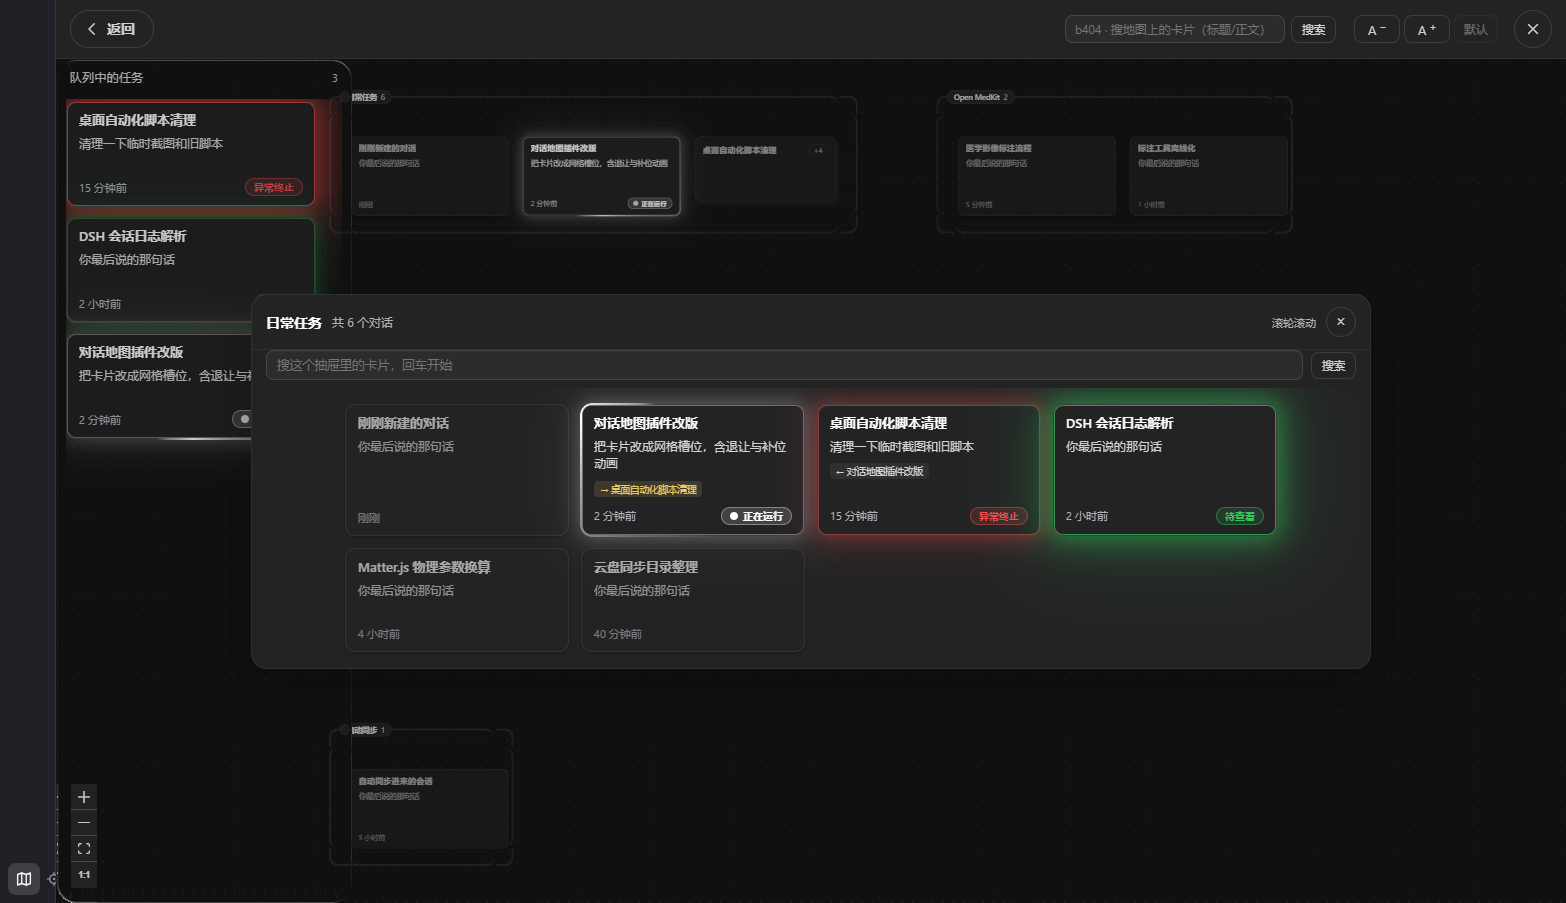 返回
b404 · 搜地图上的卡片（标题/正文）
搜索
A⁻
A⁺
默认
队列中的任务
3
桌面自动化脚本清理
清理一下临时截图和旧脚本
15 分钟前
异常终止
DSH 会话日志解析
你最后说的那句话
2 小时前
对话地图插件改版
把卡片改成网格槽位，含退让与补
2 分钟前
常任务 6
刚刚新建的对话
你最后说的那句话
刚刚
对话地图插件改版
把卡片改成网格槽位，含退让与补位动画
2 分钟前
正在运行
桌面自动化脚本清理
+4
Open MedKit 2
医学影像标注流程
你最后说的那句话
5 分钟前
标注工具离线化
你最后说的那句话
1 小时前
日常任务
共 6 个对话
滚轮滚动
搜这个抽屉里的卡片，回车开始
搜索
刚刚新建的对话
你最后说的那句话
刚刚
对话地图插件改版
把卡片改成网格槽位，含退让与补位
动画
→ 桌面自动化脚本清理
2 分钟前
正在运行
桌面自动化脚本清理
清理一下临时截图和旧脚本
← 对话地图插件改版
15 分钟前
异常终止
DSH 会话日志解析
你最后说的那句话
2 小时前
待查看
Matter.js 物理参数换算
你最后说的那句话
4 小时前
云盘同步目录整理
你最后说的那句话
40 分钟前
动同步 1
自动同步进来的会话
你最后说的那句话
5 小时前
1:1